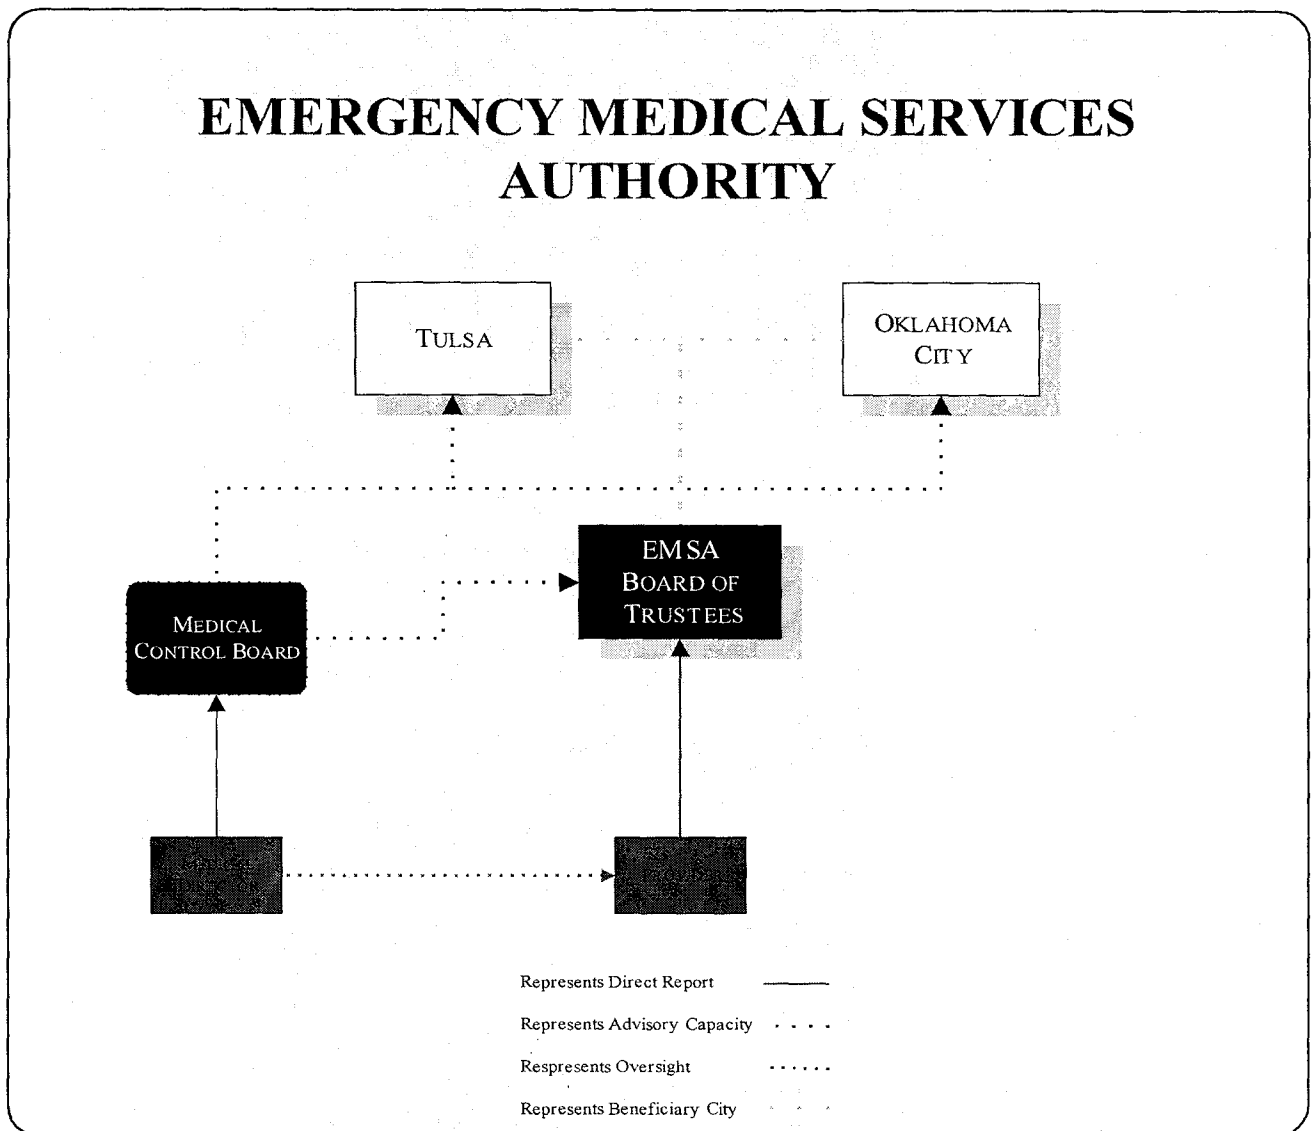 EMERGENCY MEDICAL SERVICES
AUTHORITY
TULSA
OKLAHOMA
CITY
EMSA
BOARD OF
TRUSTEES
MEDICAL
CONTROL BOARD
Represents Direct Report
Represents Advisory Capacity
Respresents Oversight
Represents Beneficiary City